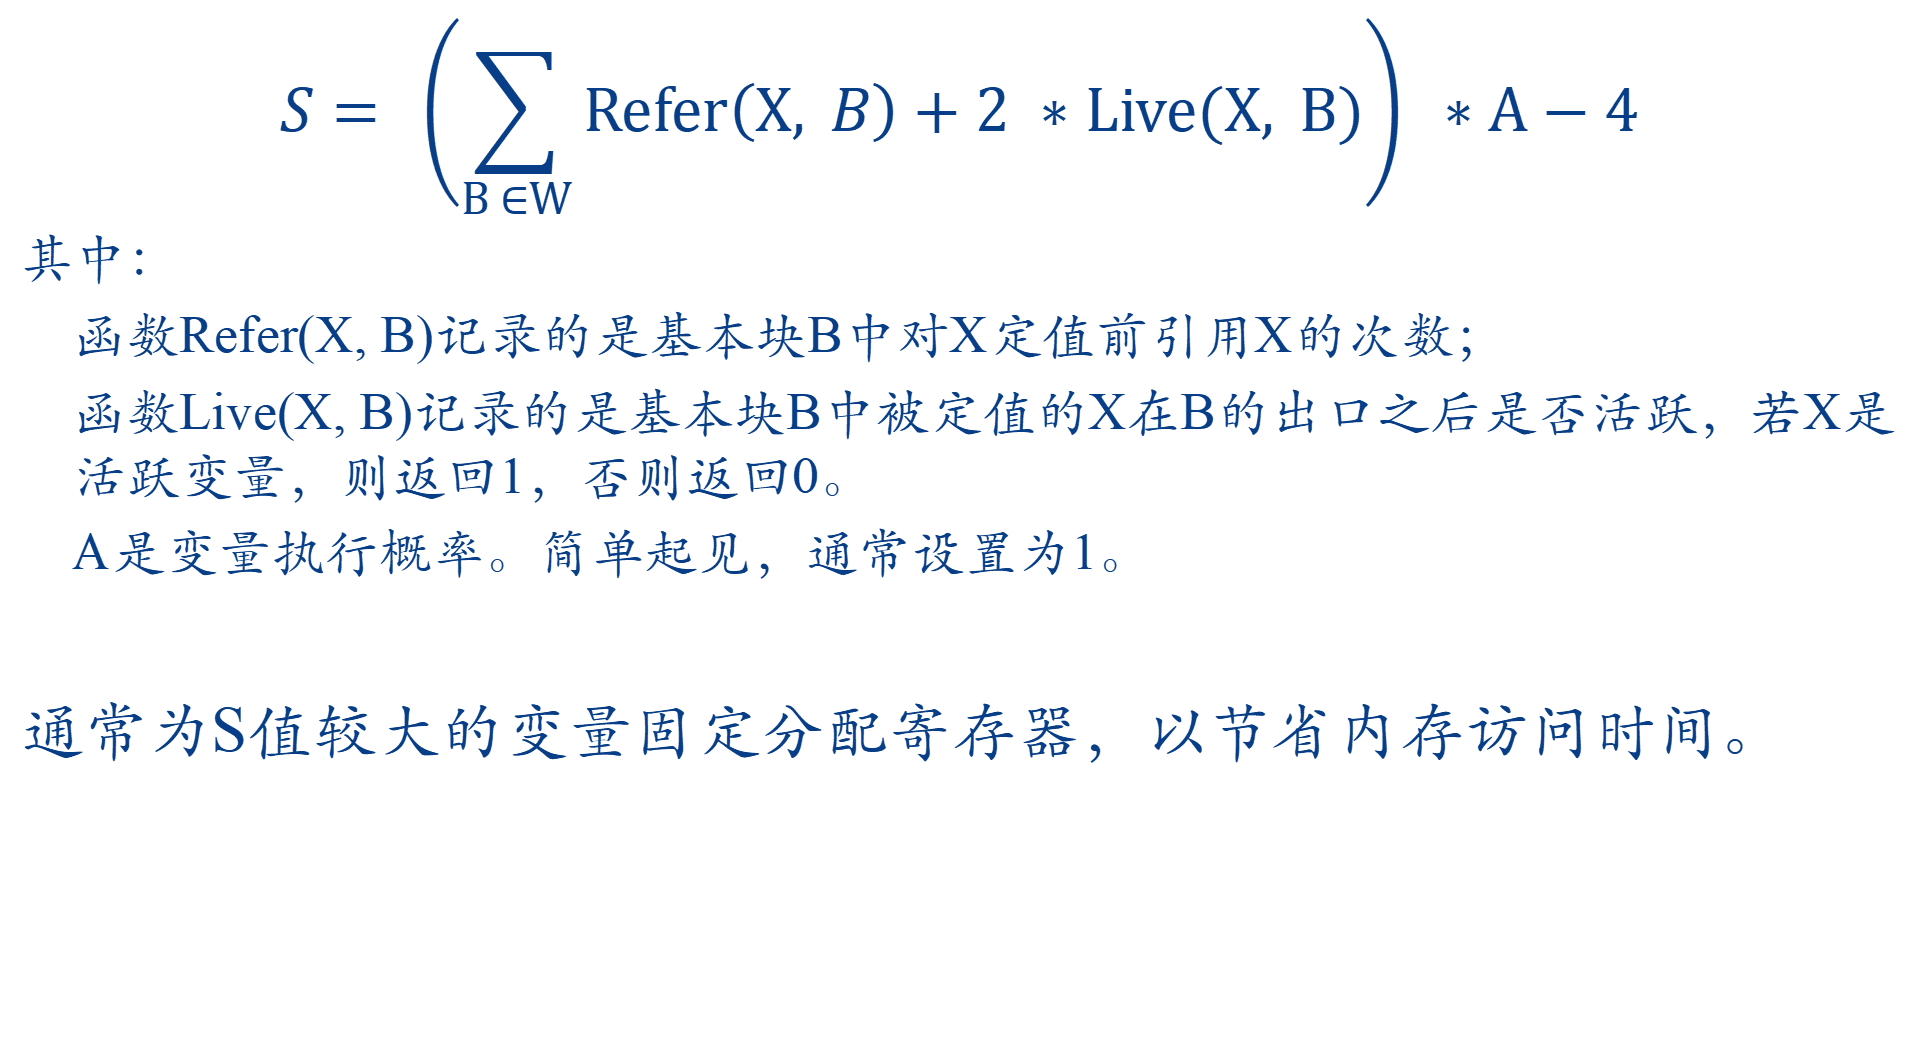 S = ( ∑ Refer(X, B) + 2 * Live(X, B) ) * A − 4
B ∈W
其中：
函数Refer(X, B)记录的是基本块B中对X定值前引用X的次数；
函数Live(X, B)记录的是基本块B中被定值的X在B的出口之后是否活跃，若X是
活跃变量，则返回1，否则返回0。
A是变量执行概率。简单起见，通常设置为1。
通常为S值较大的变量固定分配寄存器，以节省内存访问时间。